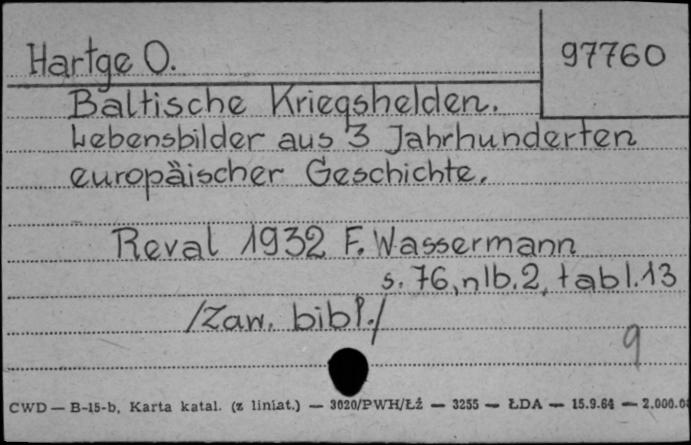 Hartge O.
97760
Baltische Kriegshelden.
Lebensbilder aus 3 Jahrhunderten
europäischer Geschichte.
Reval 1932 F. Wassermann
s. 76, nlb. 2, tabl. 13
/Zaw. bibl./
9
CWD — B-15-b, Karta katal. (z liniat.) — 3020/PWH/Łź — 3255 — ŁDA — 15.9.64 — 2.000.0